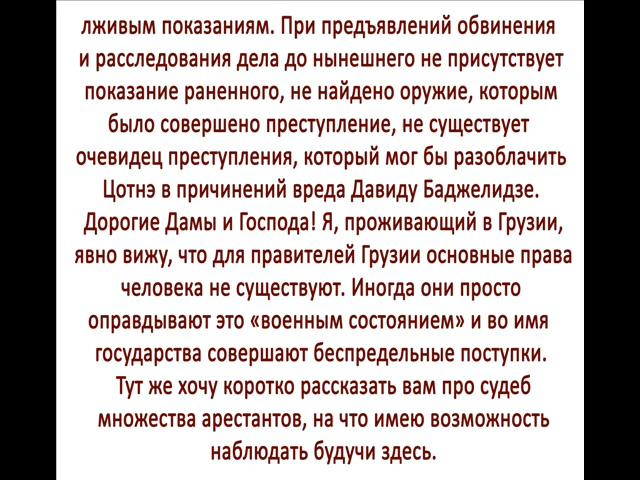 лживым показаниям. При предъявлений обвинения
и расследования дела до нынешнего не присутствует
показание раненного, не найдено оружие, которым
было совершено преступление, не существует
очевидец преступления, который мог бы разоблачить
Цотнэ в причинений вреда Давиду Баджелидзе.
Дорогие Дамы и Господа! Я, проживающий в Грузии,
явно вижу, что для правителей Грузии основные права
человека не существуют. Иногда они просто
оправдывают это «военным состоянием» и во имя
государства совершают беспредельные поступки.
Тут же хочу коротко рассказать вам про судеб
множества арестантов, на что имею возможность
наблюдать будучи здесь.